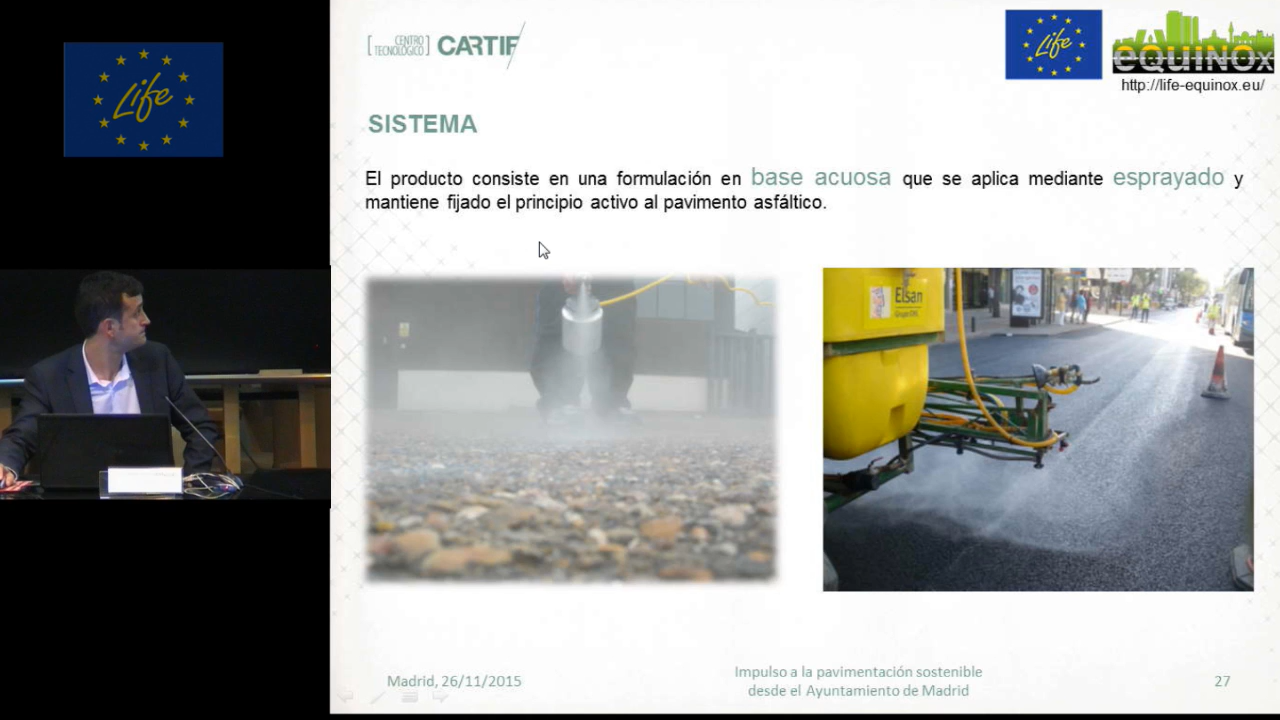 Life
[CENTRO
TECNOLÓGICO] CARTIF
Life
eQUINOx
http://life-equinox.eu/
SISTEMA
El producto consiste en una formulación en base acuosa que se aplica mediante esprayado y
mantiene fijado el principio activo al pavimento asfáltico.
Elsan
Madrid, 26/11/2015
Impulso a la pavimentación sostenible
desde el Ayuntamiento de Madrid
27